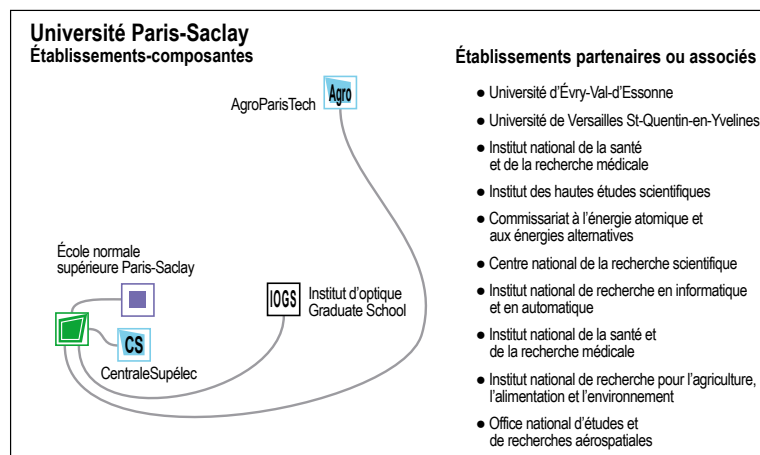 Université Paris-Saclay
Établissements-composantes
Agro
AgroParisTech
École normale
supérieure Paris-Saclay
IOGS
Institut d'optique
Graduate School
CS
CentraleSupélec
Établissements partenaires ou associés
● Université d'Évry-Val-d'Essonne
● Université de Versailles St-Quentin-en-Yvelines
● Institut national de la santé
et de la recherche médicale
● Institut des hautes études scientifiques
● Commissariat à l'énergie atomique et
aux énergies alternatives
● Centre national de la recherche scientifique
● Institut national de recherche en informatique
et en automatique
● Institut national de la santé et
de la recherche médicale
● Institut national de recherche pour l'agriculture,
l'alimentation et l'environnement
● Office national d'études et
de recherches aérospatiales